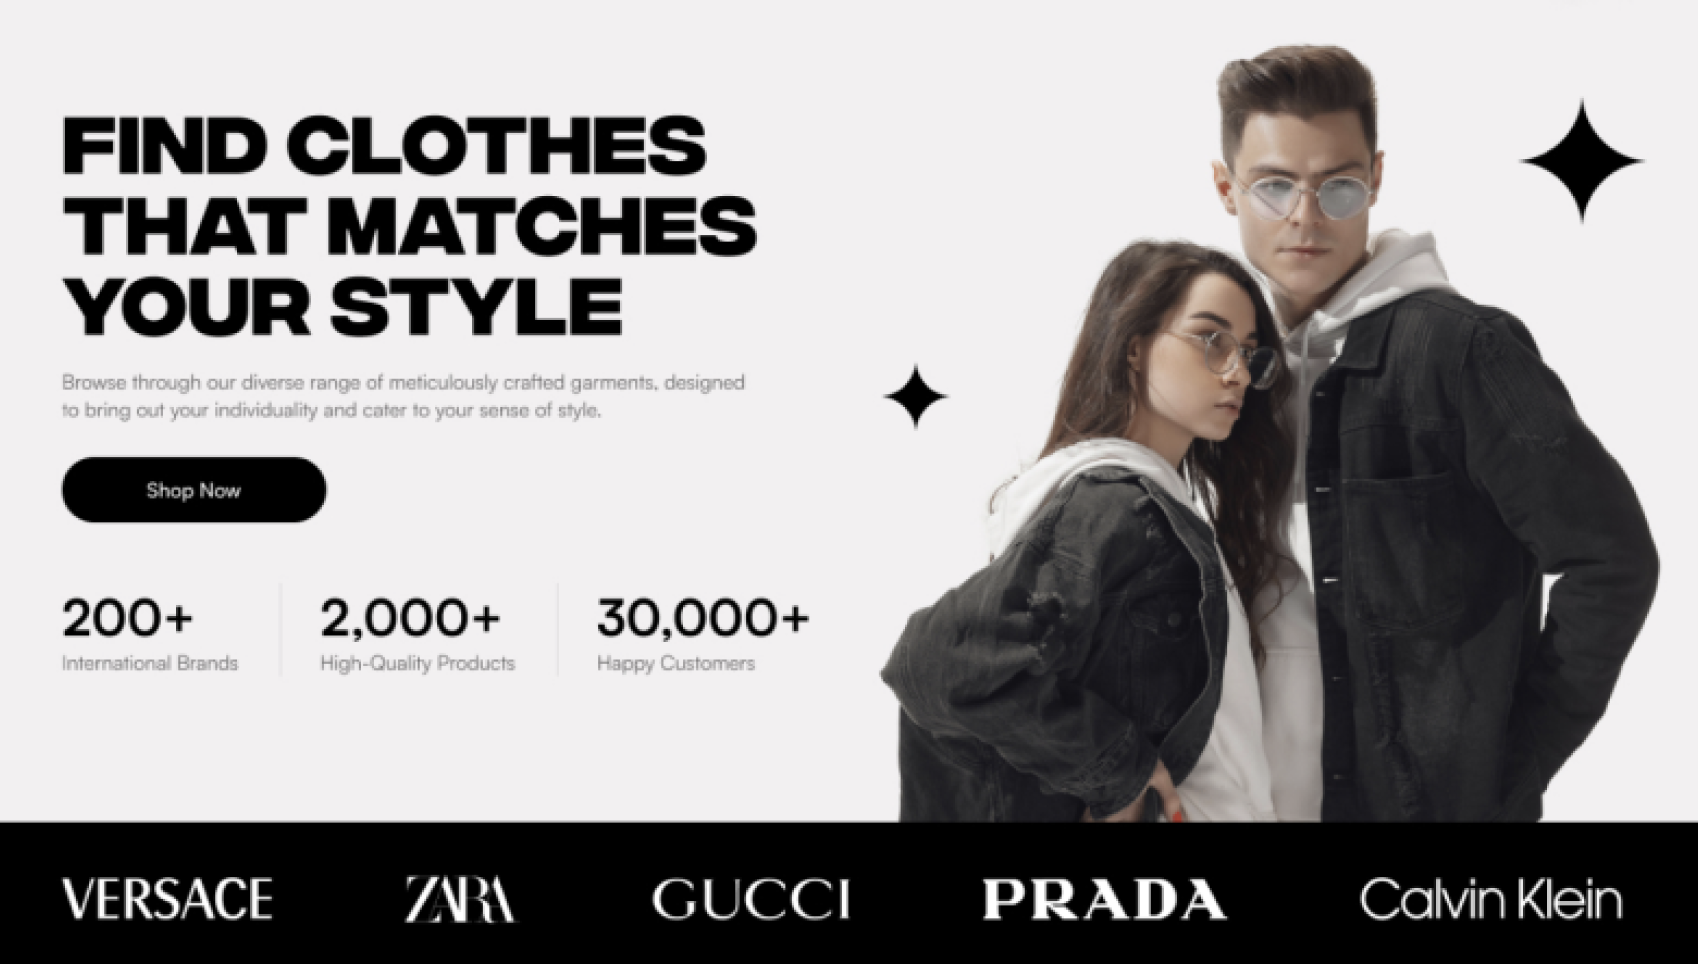 FIND CLOTHES
THAT MATCHES
YOUR STYLE
Browse through our diverse range of meticulously crafted garments, designed
to bring out your individuality and cater to your sense of style.
Shop Now
200+
International Brands
2,000+
High-Quality Products
30,000+
Happy Customers
VERSACE
ZARA
GUCCI
PRADA
Calvin Klein